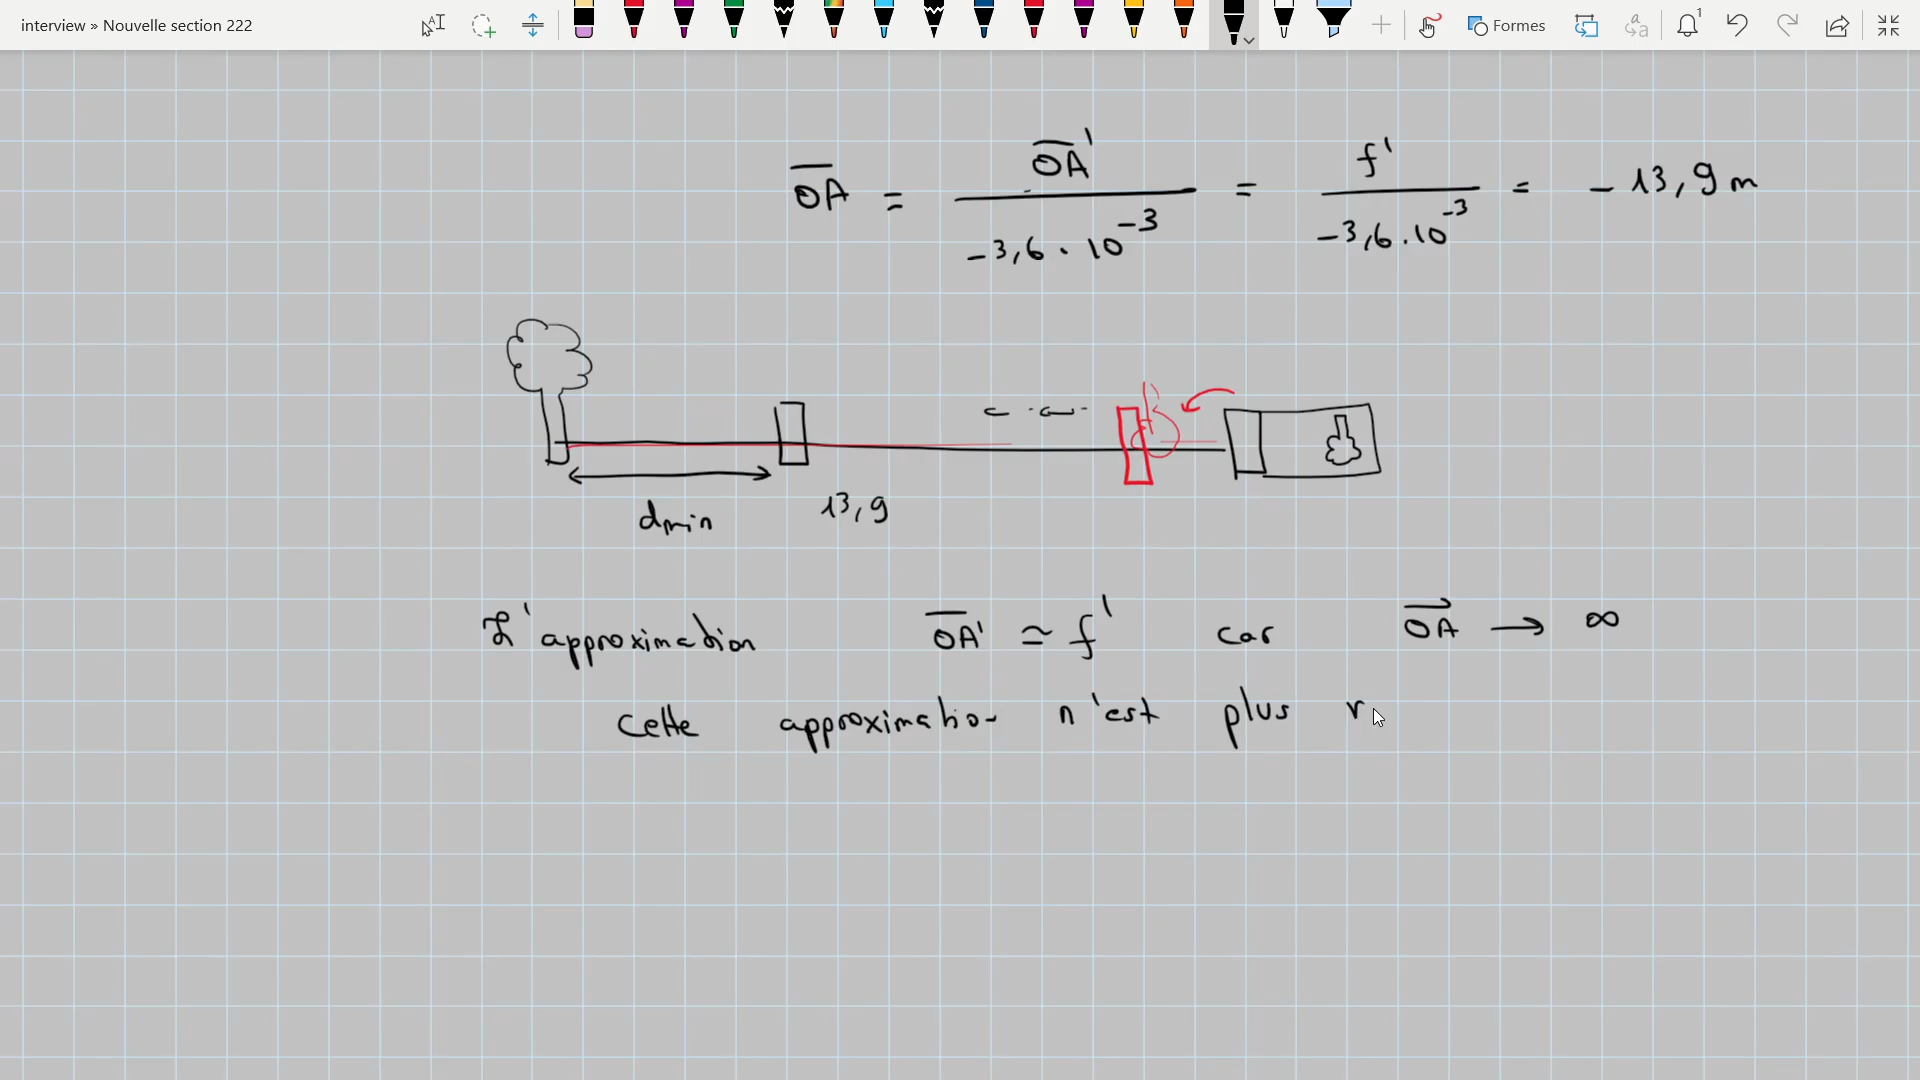 interview » Nouvelle section 222
Formes
1
OA = OA' / -3,6 . 10^-3 = f' / -3,6 . 10^-3 = - 13,9 m
dmin
13,9
L'approximation OA' ≃ f' car OA → ∞
Cette approximation n'est plus v